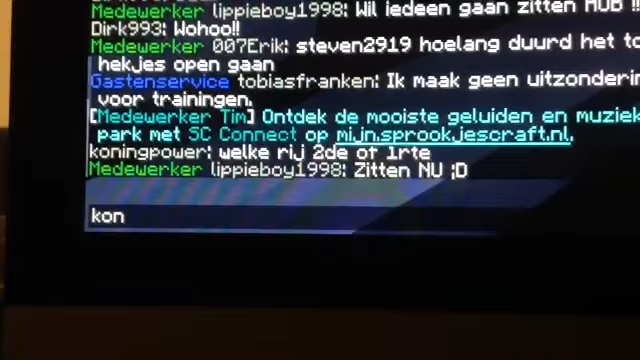 Medewerker lippieboy1998: Wil iedeen gaan zitten NUU !!
Dirk993: Wohoo!!
Medewerker 007Erik: steven2919 hoelang duurd het to
hekjes open gaan
Gastenservice tobiasfranken: Ik maak geen uitzonderin
voor trainingen.
[Medewerker Tim] Ontdek de mooiste geluiden en muziek
park met SC Connect op mijn.sprookjescraft.nl.
koningpower: welke rij 2de of 1rte
Medewerker lippieboy1998: Zitten NU ;D
kon